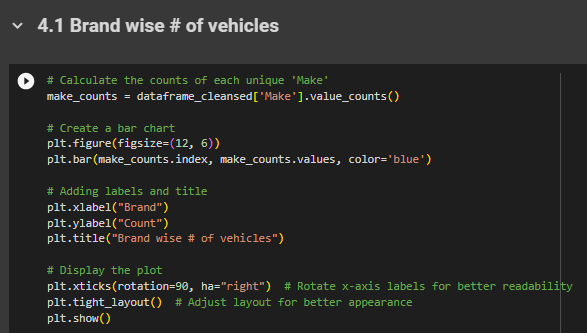 4.1 Brand wise # of vehicles
# Calculate the counts of each unique 'Make'
make_counts = dataframe_cleansed['Make'].value_counts()
# Create a bar chart
plt.figure(figsize=(12, 6))
plt.bar(make_counts.index, make_counts.values, color='blue')
# Adding labels and title
plt.xlabel("Brand")
plt.ylabel("Count")
plt.title("Brand wise # of vehicles")
# Display the plot
plt.xticks(rotation=90, ha="right")  # Rotate x-axis labels for better readability
plt.tight_layout()  # Adjust layout for better appearance
plt.show()